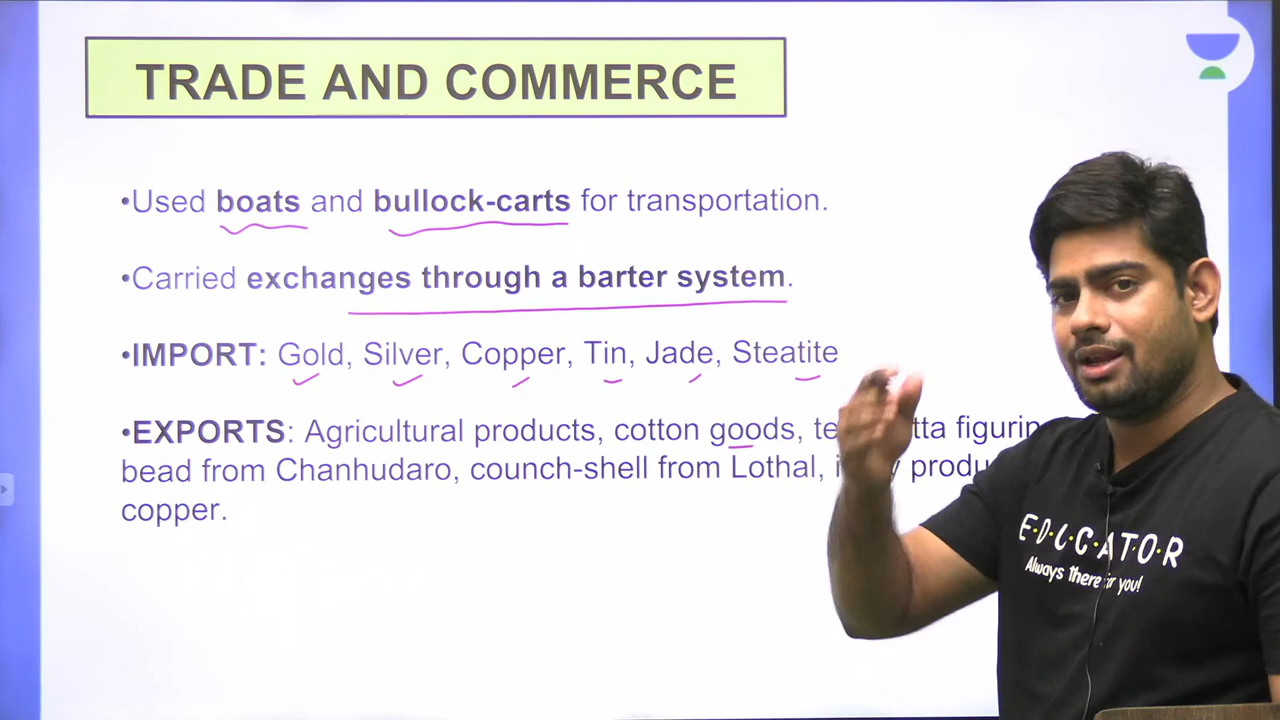 TRADE AND COMMERCE
•Used boats and bullock-carts for transportation.
•Carried exchanges through a barter system.
•IMPORT: Gold, Silver, Copper, Tin, Jade, Steatite
•EXPORTS: Agricultural products, cotton goods,
bead from Chanhudaro, counch-shell from Lothal,
copper.
E·D·U·C·A·T·O·R
Always there for you!